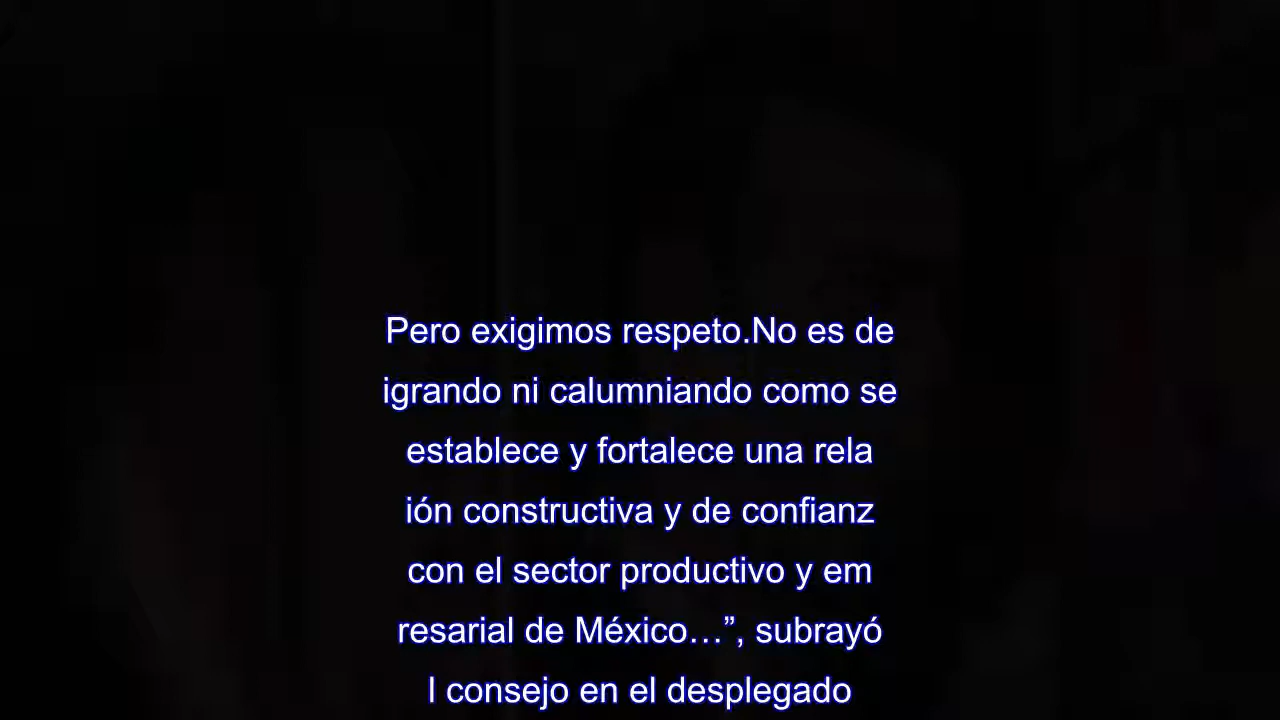 Pero exigimos respeto.No es de
igrando ni calumniando como se
establece y fortalece una rela
ión constructiva y de confianz
con el sector productivo y em
resarial de México…”, subrayó
l consejo en el desplegado